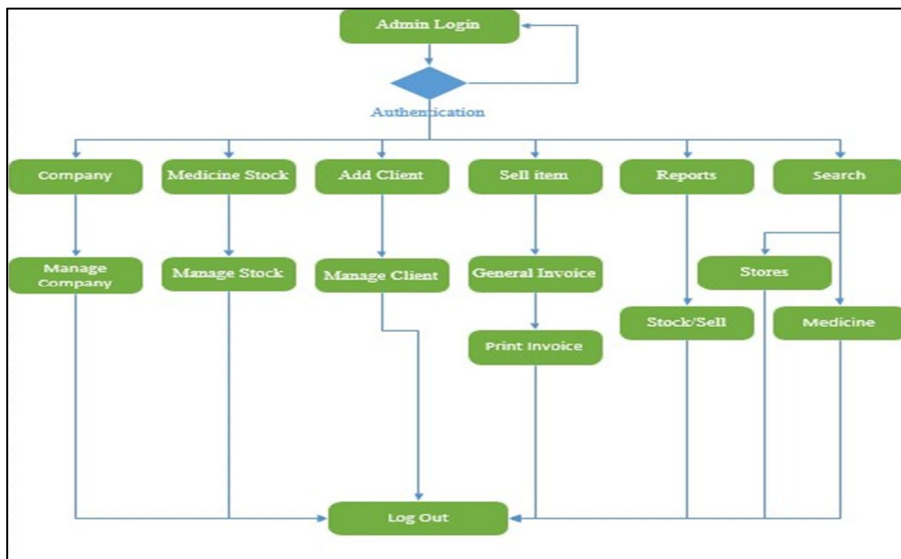 Admin Login
Authentication
Company
Medicine Stock
Add Client
Sell item
Reports
Search
Manage
Company
Manage Stock
Manage Client
General Invoice
Stores
Stock/Sell
Medicine
Print Invoice
Log Out